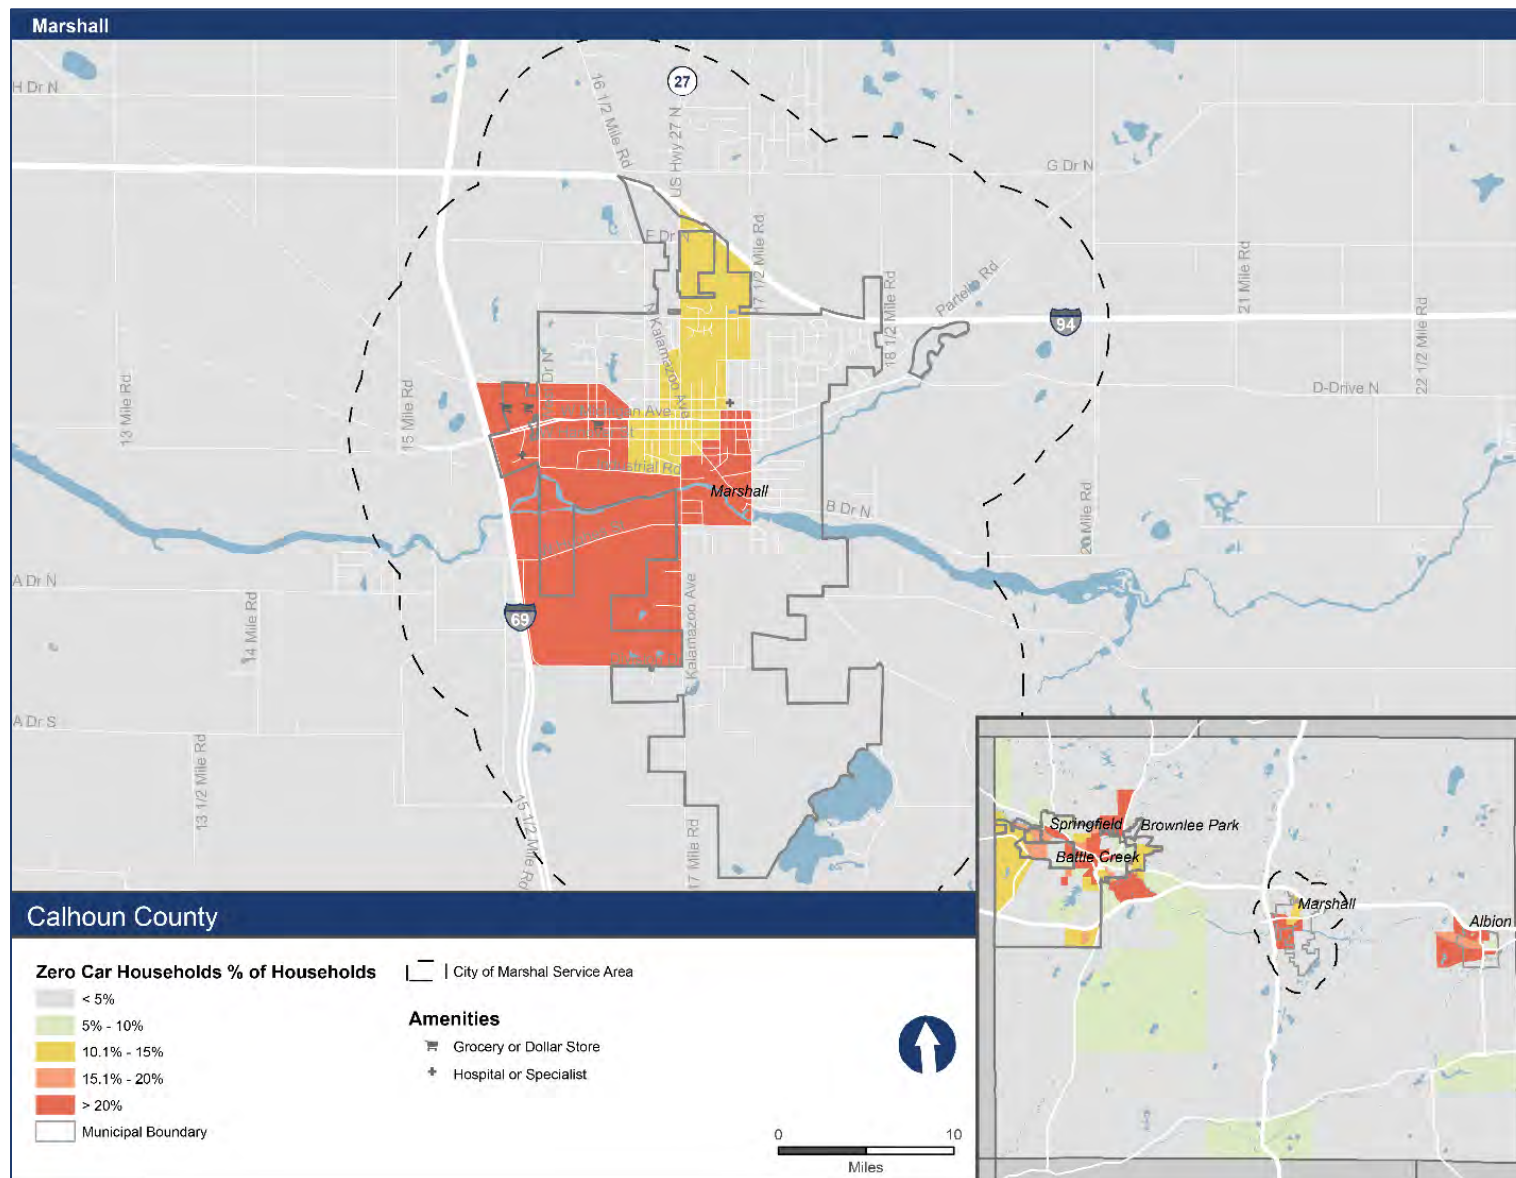 Marshall
27
H Dr N
16 1/2 Mile Rd
US Hwy 27 N
G Dr N
F Dr N
17 1/2 Mile Rd
21 Mile Rd
Partello Rd
94
18 1/2 Mile Rd
22 1/2 Mile Rd
N Kalamazoo Ave
Dr N
D-Drive N
13 Mile Rd
15 Mile Rd
Industrial Rd
Marshall
B Dr N
20 Mile Rd
A Dr N
14 Mile Rd
69
S Kalamazoo Ave
A Dr S
13 1/2 Mile Rd
15 1/2 Mile Rd
17 Mile Rd
Springfield
Brownlee Park
Battle Creek
Marshall
Albion
Calhoun County
Zero Car Households % of Households
< 5%
5% - 10%
10.1% - 15%
15.1% - 20%
> 20%
Municipal Boundary
City of Marshal Service Area
Amenities
Grocery or Dollar Store
Hospital or Specialist
0 10
Miles